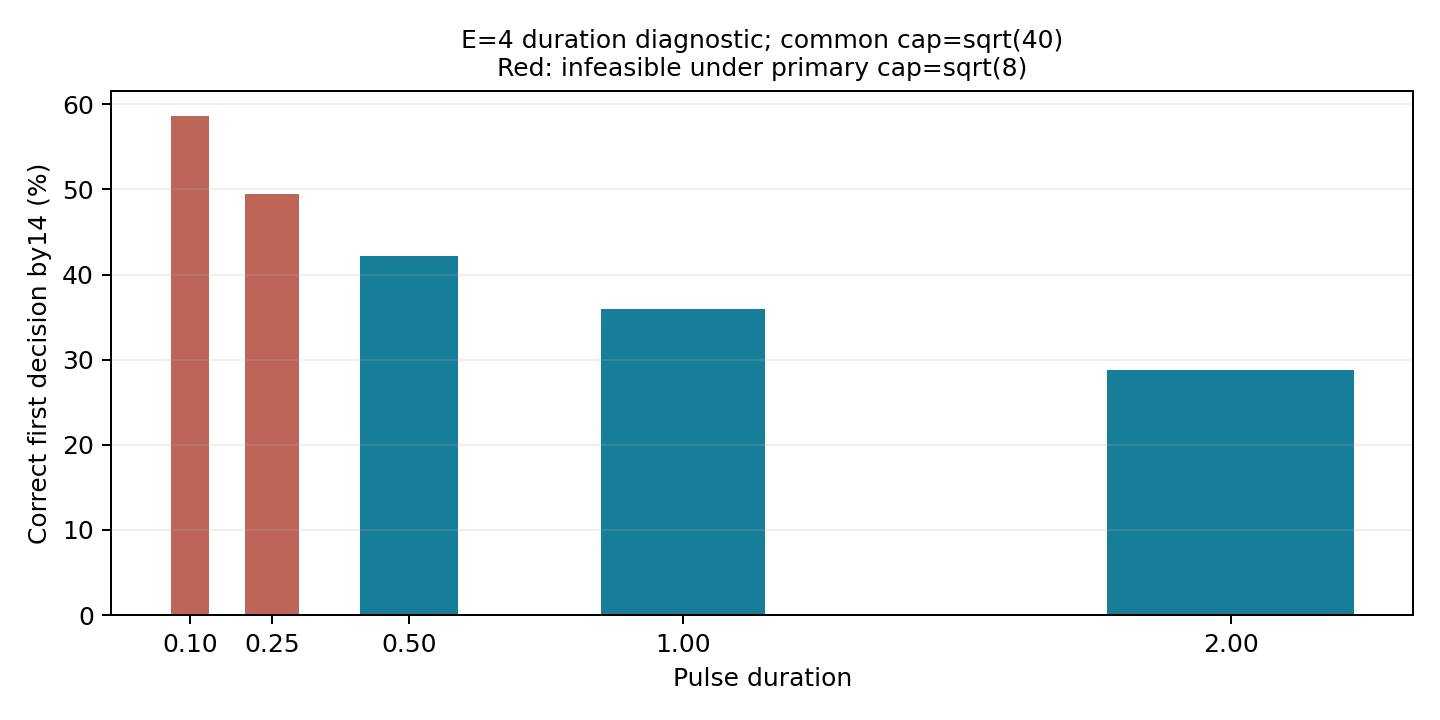 E=4 duration diagnostic; common cap=sqrt(40)
Red: infeasible under primary cap=sqrt(8)
Correct first decision by14 (%)
60
50
40
30
20
10
0
0.10 0.25 0.50 1.00 2.00
Pulse duration